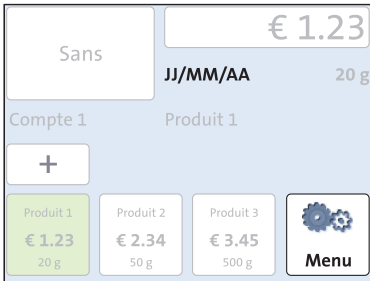 Sans
€ 1.23
JJ/MM/AA
20 g
Compte 1
Produit 1
+
Produit 1
€ 1.23
20 g
Produit 2
€ 2.34
50 g
Produit 3
€ 3.45
500 g
Menu